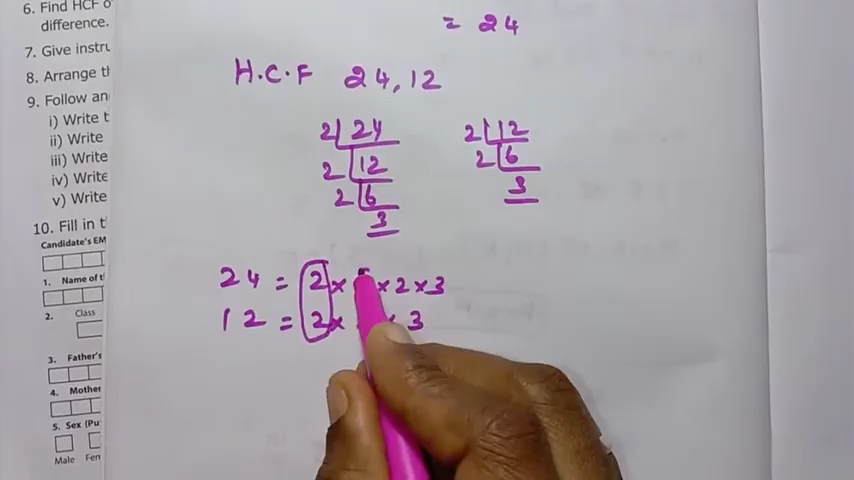 6. Find HCF o
difference.
7. Give instru
8. Arrange th
9. Follow an
i) Write t
ii) Write
iii) Write
iv) Write
v) Write
10. Fill in t
Candidate's EM
1. Name of t
2. Class
3. Father's
4. Mother
5. Sex (Pu
Male Fen
= 24
H.C.F 24, 12
2 24
2 12
2 6
3
2 12
2 6
3
24 = 2 × × 2 × 3
12 = 2 × × 3